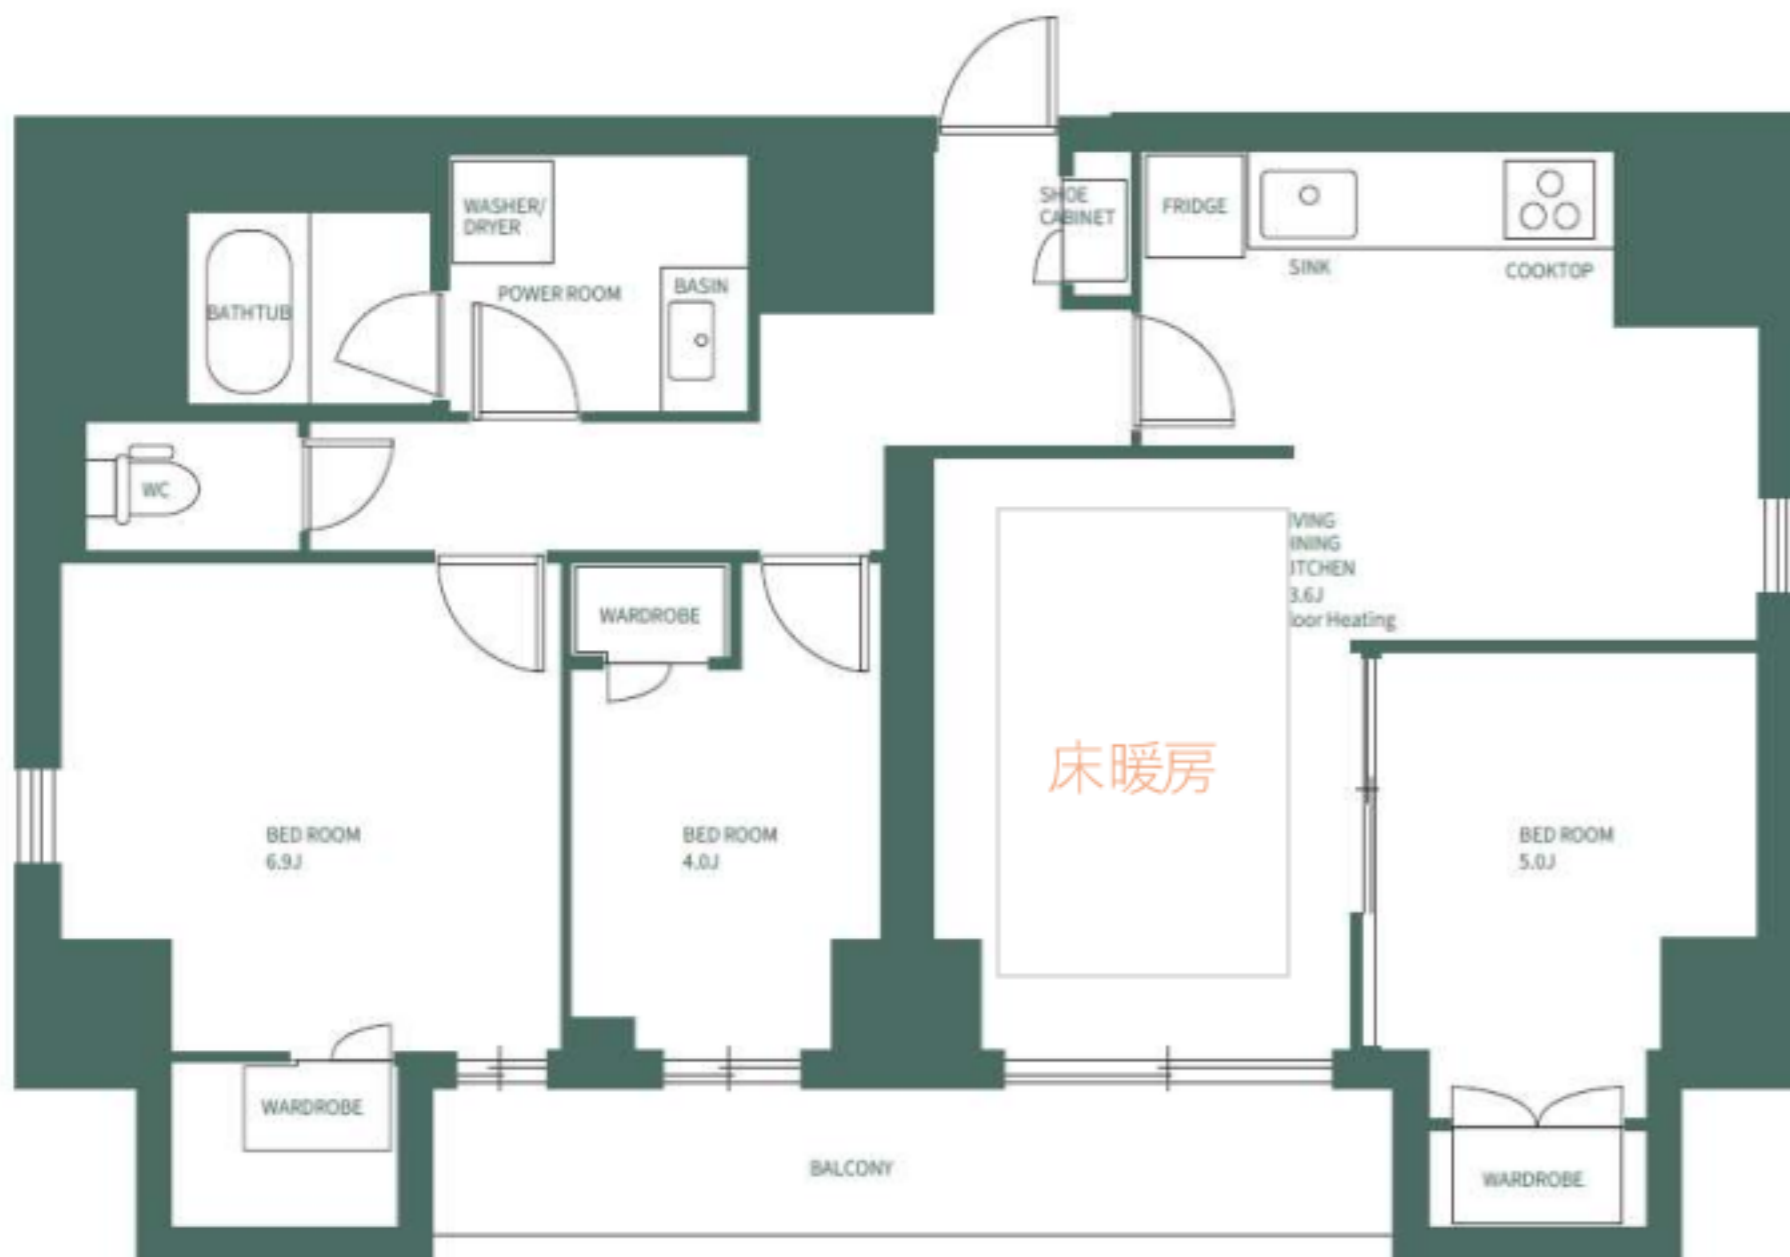 WASHER/
DRYER
SHOE
CABINET
FRIDGE
SINK
COOKTOP
POWER ROOM
BASIN
BATHTUB
WC
WARDROBE
IVING
INING
ITCHEN
3.6J
loor Heating
床暖房
BED ROOM
6.9J
BED ROOM
4.0J
BED ROOM
5.0J
WARDROBE
BALCONY
WARDROBE